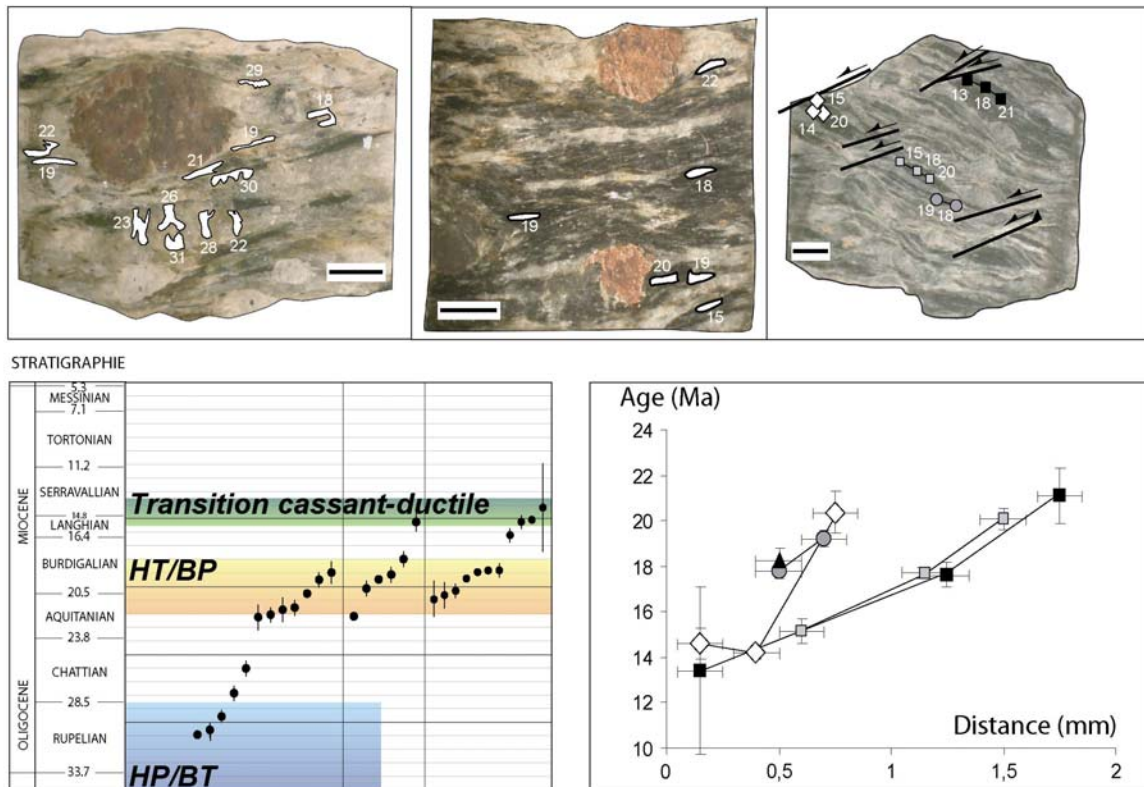 29
18
22
19
19
21
30
26
23
31
28
22
22
18
19
20
19
15
15
14
20
13
18
21
15
18
20
19
18
STRATIGRAPHIE
MIOCENE
OLIGOCENE
5.3
MESSINIAN
7.1
TORTONIAN
11.2
SERRAVALLIAN
14.8
LANGHIAN
16.4
BURDIGALIAN
20.5
AQUITANIAN
23.8
CHATTIAN
28.5
RUPELIAN
33.7
Transition cassant-ductile
HT/BP
HP/BT
Age (Ma)
24
22
20
18
16
14
12
10
Distance (mm)
0 0,5 1 1,5 2